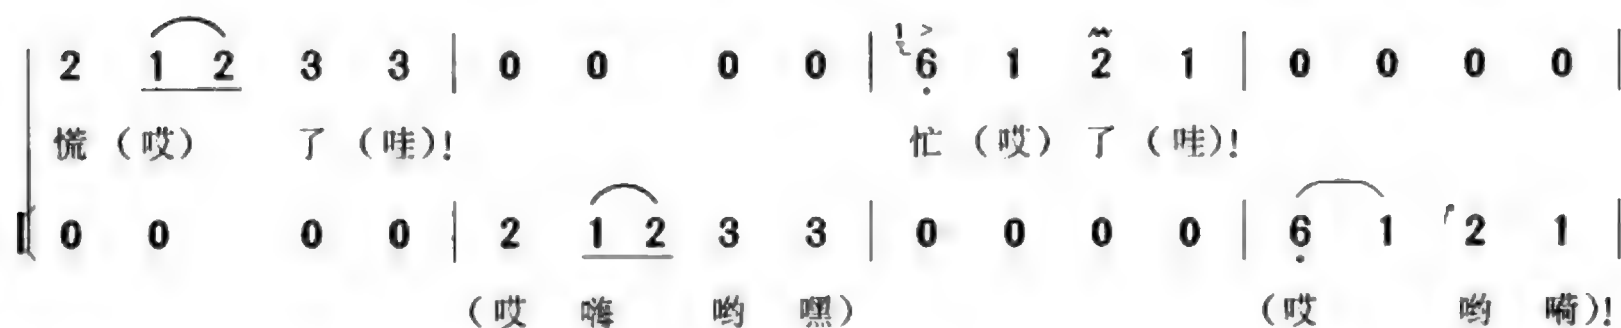 2 1 2 3 3 | 0 0 0 0 | 6 1 2 1 | 0 0 0 0 |
慌（哎） 了（哇）! 忙（哎）了（哇）!
0 0 0 0 | 2 1 2 3 3 | 0 0 0 0 | 6 1 2 1 |
（哎 嗨 哟 嘿） （哎 哟 嗬）!